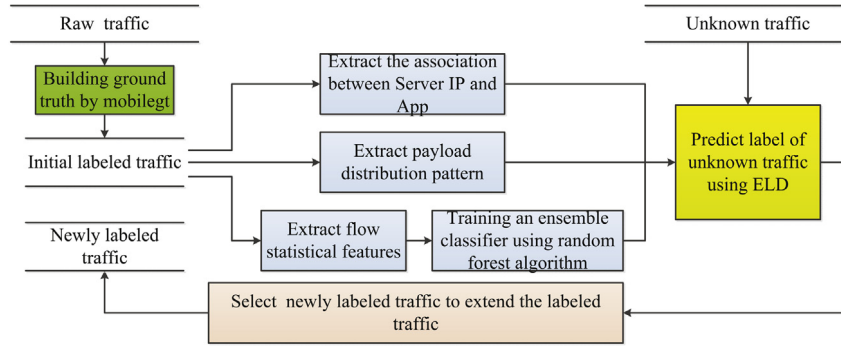 Raw traffic
Building ground
truth by mobilegt
Initial labeled traffic
Newly labeled
traffic
Extract the association
between Server IP and
App
Extract payload
distribution pattern
Extract flow
statistical features
Training an ensemble
classifier using random
forest algorithm
Unknown traffic
Predict label of
unknown traffic
using ELD
Select newly labeled traffic to extend the labeled
traffic